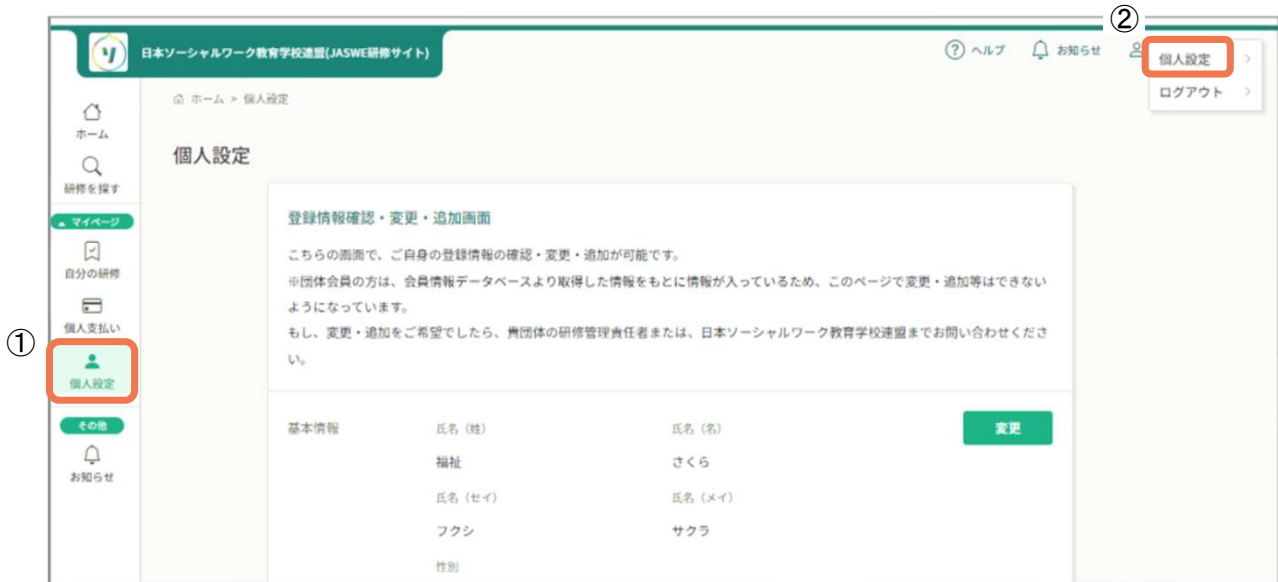 ②
日本ソーシャルワーク教育学校連盟(JASWE研修サイト)
ヘルプ
お知らせ
個人設定
ログアウト
ホーム > 個人設定
ホーム
研修を探す
マイページ
自分の研修
個人支払い
①
個人設定
その他
お知らせ
個人設定
登録情報確認・変更・追加画面
こちらの画面で、ご自身の登録情報の確認・変更・追加が可能です。
※団体会員の方は、会員情報データベースより取得した情報をもとに情報が入っているため、このページで変更・追加等はできない
ようになっています。
もし、変更・追加をご希望でしたら、貴団体の研修管理責任者または、日本ソーシャルワーク教育学校連盟までお問い合わせくださ
い。
基本情報 氏名（姓） 氏名（名） 変更
福祉 さくら
氏名（セイ） 氏名（メイ）
フクシ サクラ
性別